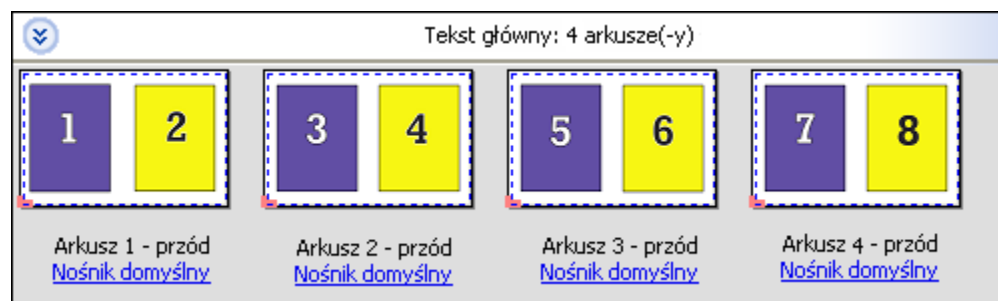 Tekst główny: 4 arkusze(-y)
1 2 3 4 5 6 7 8
Arkusz 1 - przód Arkusz 2 - przód Arkusz 3 - przód Arkusz 4 - przód
Nośnik domyślny Nośnik domyślny Nośnik domyślny Nośnik domyślny